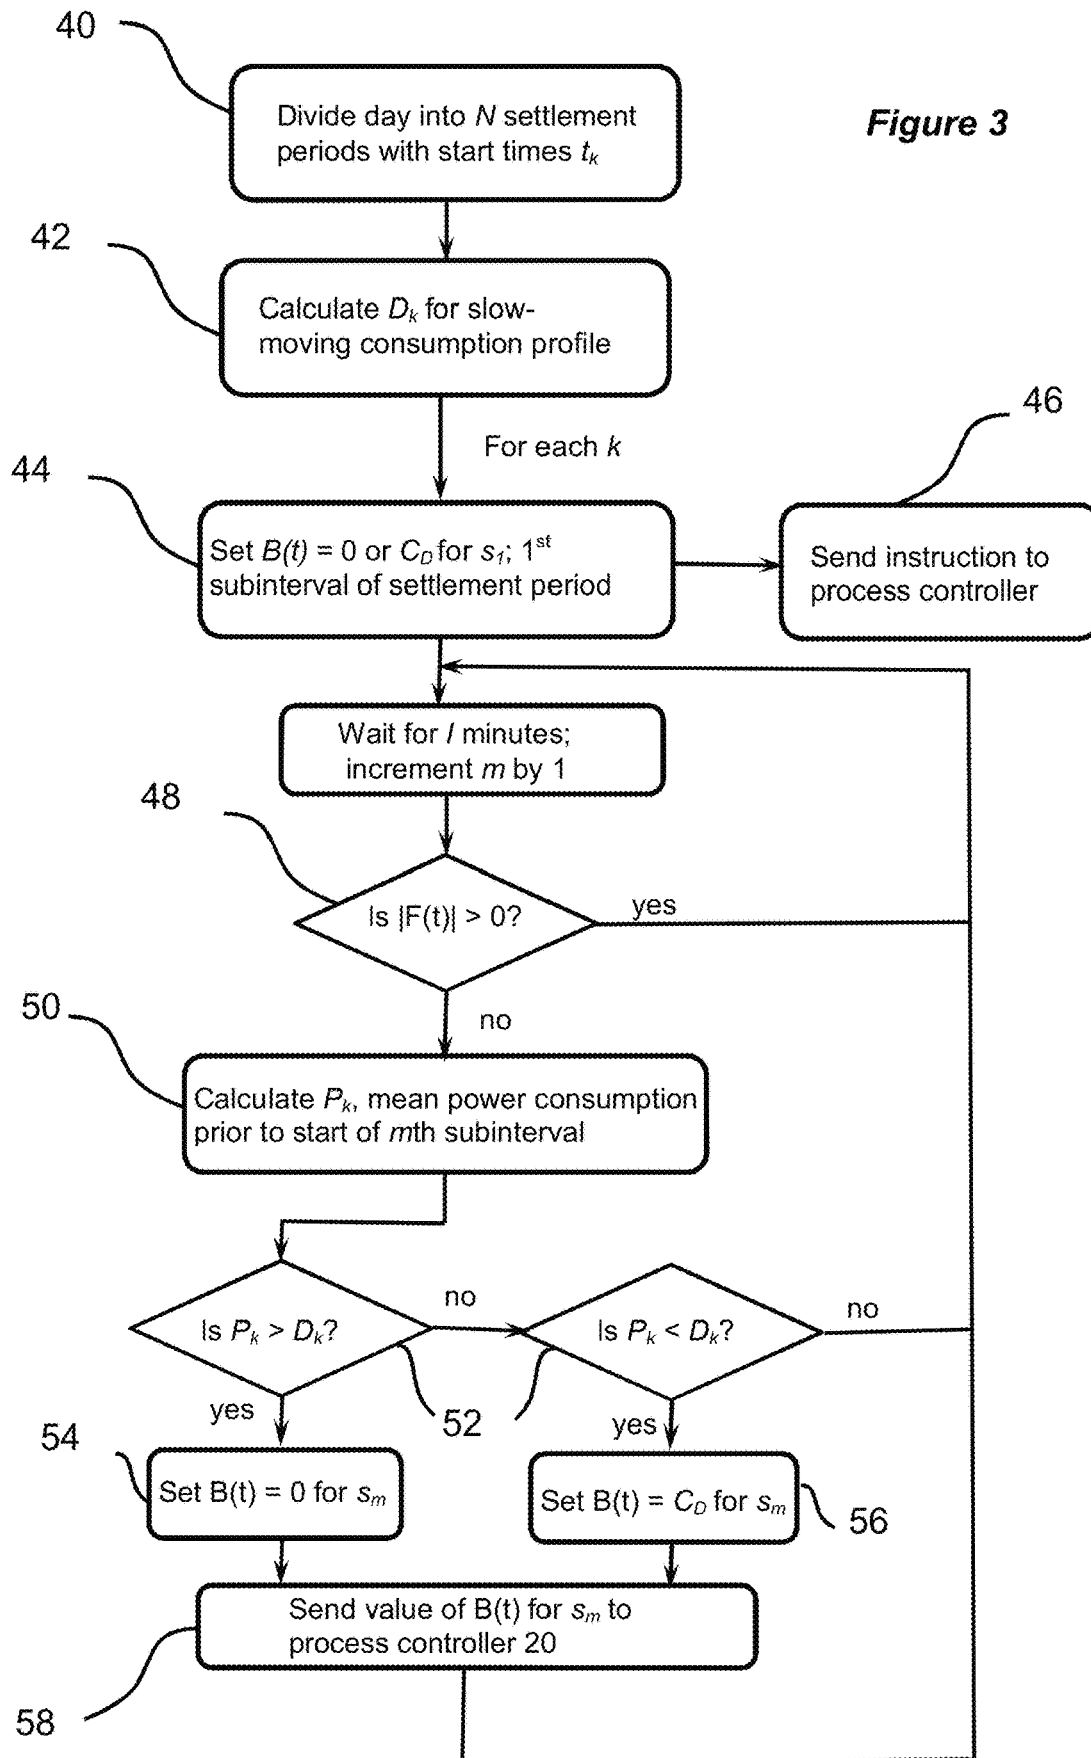 40
Figure 3
Divide day into N settlement
periods with start times tₖ
42
Calculate Dₖ for slow-
moving consumption profile
46
For each k
44
Set B(t) = 0 or C_D for s₁; 1ˢᵗ
subinterval of settlement period
Send instruction to
process controller
Wait for I minutes;
increment m by 1
48
Is |F(t)| > 0?
yes
50
no
Calculate Pₖ, mean power consumption
prior to start of mth subinterval
no
no
Is Pₖ > Dₖ?
Is Pₖ < Dₖ?
yes
52
yes
54
Set B(t) = 0 for sₘ
Set B(t) = C_D for sₘ
56
Send value of B(t) for sₘ to
process controller 20
58